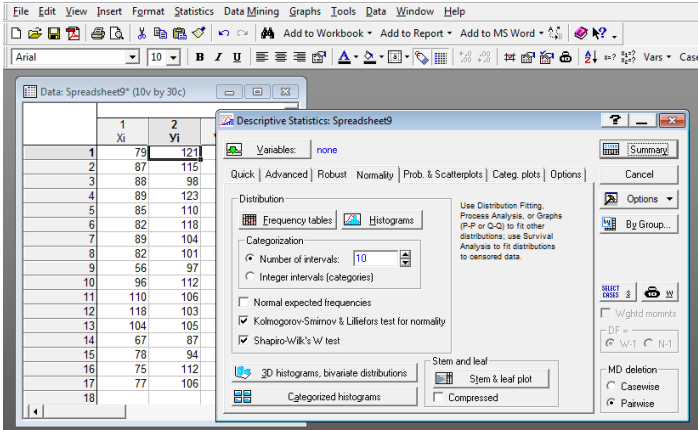 File Edit View Insert Format Statistics Data Mining Graphs Tools Data Window Help
Add to Workbook Add to Report Add to MS Word
Arial 10 B I U Vars Case
Data: Spreadsheet9* (10v by 30c)
1 2
Xi Yi
1 79 121
2 87 115
3 88 98
4 89 123
5 85 110
6 82 118
7 89 104
8 82 101
9 56 97
10 96 112
11 110 106
12 118 103
13 104 105
14 67 87
15 78 94
16 75 112
17 77 106
18
Descriptive Statistics: Spreadsheet9
Variables: none
Summary
Quick Advanced Robust Normality Prob. & Scatterplots Categ. plots Options
Cancel
Options
By Group...
Distribution
Frequency tables Histograms
Categorization
Number of intervals: 10
Integer intervals (categories)
Normal expected frequencies
Kolmogorov-Smirnov & Lilliefors test for normality
Shapiro-Wilk's W test
Use Distribution Fitting,
Process Analysis, or Graphs
(P-P or Q-Q) to fit other
distributions; use Survival
Analysis to fit distributions
to censored data.
3D histograms, bivariate distributions
Categorized histograms
Stem and leaf
Stem & leaf plot
Compressed
SELECT
CASES S W
Wghtd momnts
DF =
W-1 N-1
MD deletion
Casewise
Pairwise